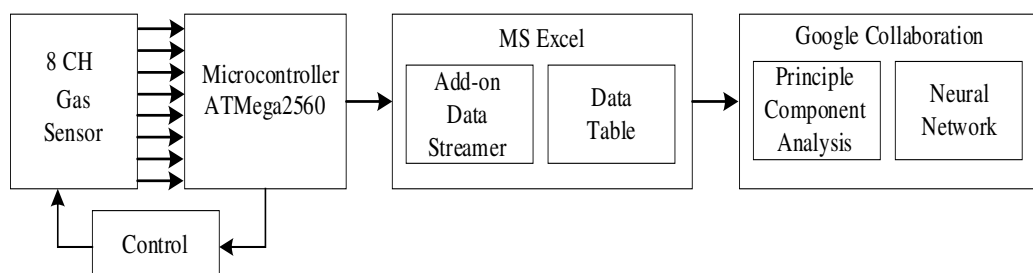 8 CH
Gas
Sensor
Microcontroller
ATMega2560
Control
MS Excel
Add-on
Data
Streamer
Data
Table
Google Collaboration
Principle
Component
Analysis
Neural
Network